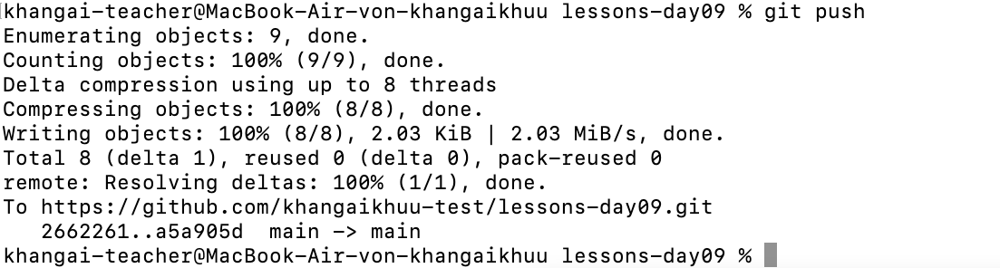 khangai-teacher@MacBook-Air-von-khangaikhuu lessons-day09 % git push
Enumerating objects: 9, done.
Counting objects: 100% (9/9), done.
Delta compression using up to 8 threads
Compressing objects: 100% (8/8), done.
Writing objects: 100% (8/8), 2.03 KiB | 2.03 MiB/s, done.
Total 8 (delta 1), reused 0 (delta 0), pack-reused 0
remote: Resolving deltas: 100% (1/1), done.
To https://github.com/khangaikhuu-test/lessons-day09.git
   2662261..a5a905d  main -> main
khangai-teacher@MacBook-Air-von-khangaikhuu lessons-day09 %